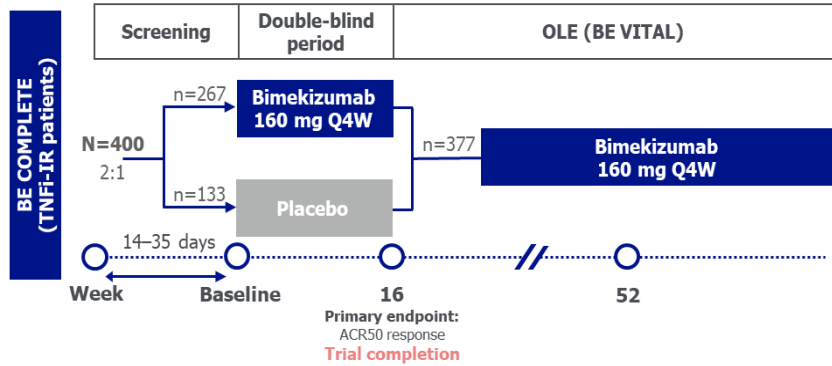 BE COMPLETE
(TNFi-IR patients)
Screening
Double-blind
period
OLE (BE VITAL)
N=400
2:1
n=267
n=133
Bimekizumab
160 mg Q4W
Placebo
n=377
Bimekizumab
160 mg Q4W
14–35 days
Week
Baseline
16
52
Primary endpoint:
ACR50 response
Trial completion